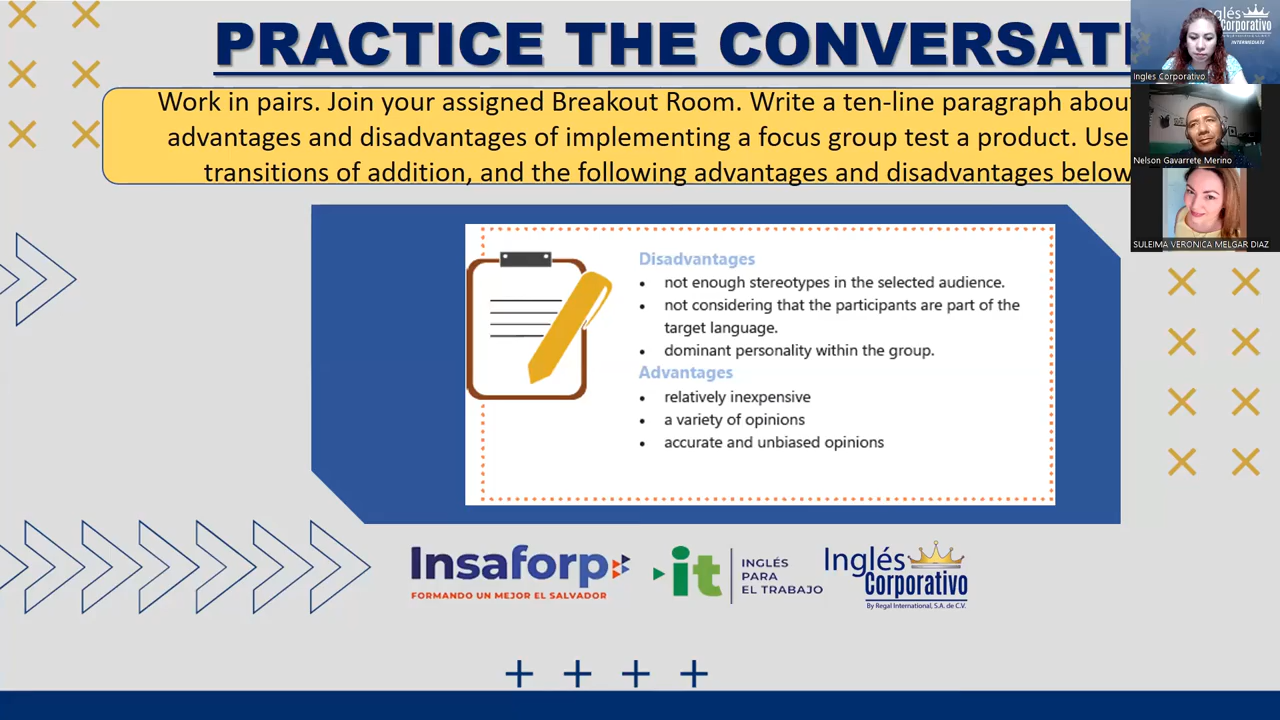 PRACTICE THE CONVERSATI
Work in pairs. Join your assigned Breakout Room. Write a ten-line paragraph about
advantages and disadvantages of implementing a focus group test a product. Use
transitions of addition, and the following advantages and disadvantages below
Disadvantages
• not enough stereotypes in the selected audience.
• not considering that the participants are part of the
target language.
• dominant personality within the group.
Advantages
• relatively inexpensive
• a variety of opinions
• accurate and unbiased opinions
Insaforp
FORMANDO UN MEJOR EL SALVADOR
it
INGLÉS
PARA
EL TRABAJO
Inglés
Corporativo
By Regal International, S.A. de C.V.
Corporativo
INTERMEDIATE
Ingles Corporativo
Nelson Gavarrete Merino
SULEIMA VERONICA MELGAR DIAZ